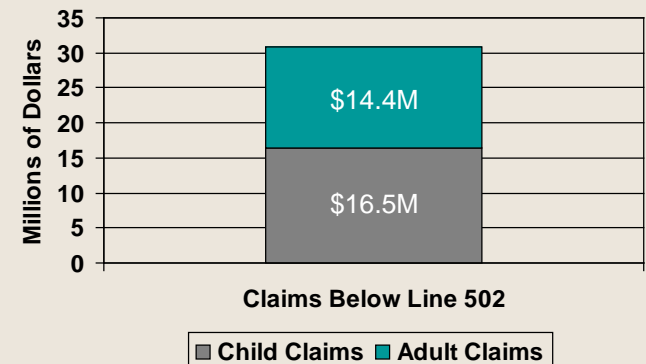 Millions of Dollars
35
30
25
20
15
10
5
0
$14.4M
$16.5M
Claims Below Line 502
Child Claims Adult Claims